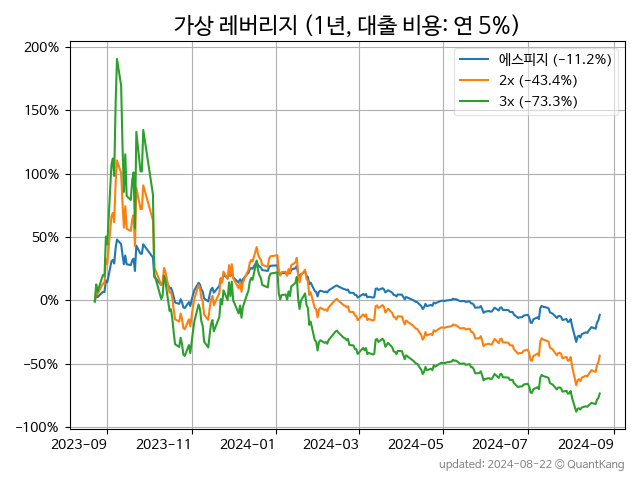 가상 레버리지 (1년, 대출 비용: 연 5%)
200%
150%
100%
50%
0%
−50%
−100%
에스피지 (-11.2%)
2x (-43.4%)
3x (-73.3%)
2023-09
2023-11
2024-01
2024-03
2024-05
2024-07
2024-09
updated: 2024-08-22 © QuantKang